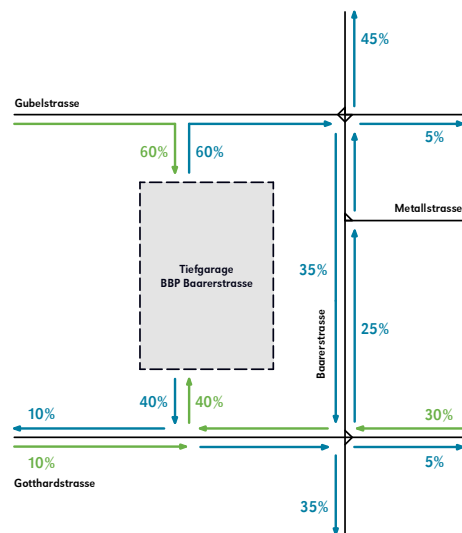 45%
Gubelstrasse
5%
60%
60%
Metallstrasse
Tiefgarage
BBP Baarerstrasse
35%
Baarerstrasse
25%
10%
40%
40%
30%
10%
5%
Gotthardstrasse
35%